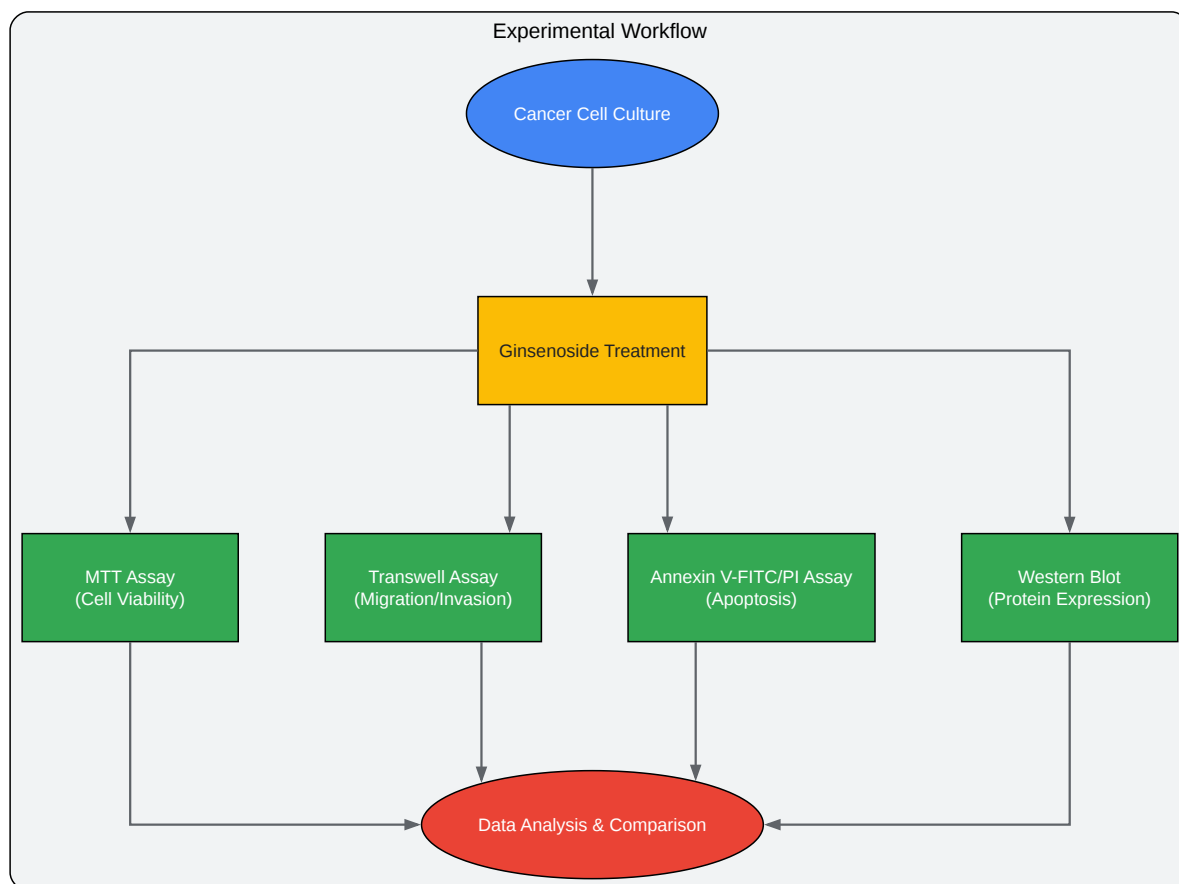 Experimental Workflow
Cancer Cell Culture
Ginsenoside Treatment
MTT Assay
(Cell Viability)
Transwell Assay
(Migration/Invasion)
Annexin V-FITC/PI Assay
(Apoptosis)
Western Blot
(Protein Expression)
Data Analysis & Comparison